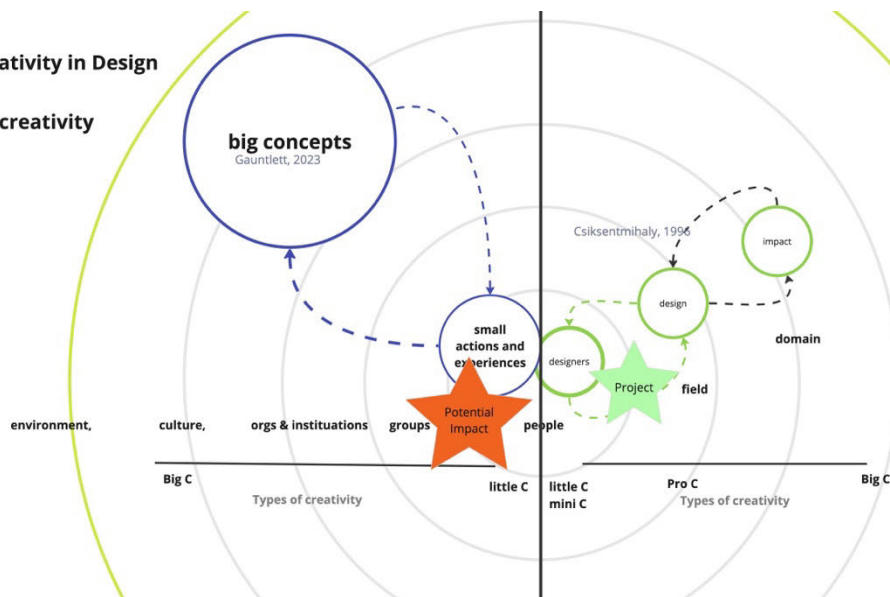 ativity in Design
creativity
big concepts
Gauntlett, 2023
Csiksentmihaly, 1996
impact
design
small
actions and
experiences
designers
domain
Project
field
Potential
Impact
environment,
culture,
orgs & instituations
groups
people
Big C
little C
little C
mini C
Pro C
Big C
Types of creativity
Types of creativity